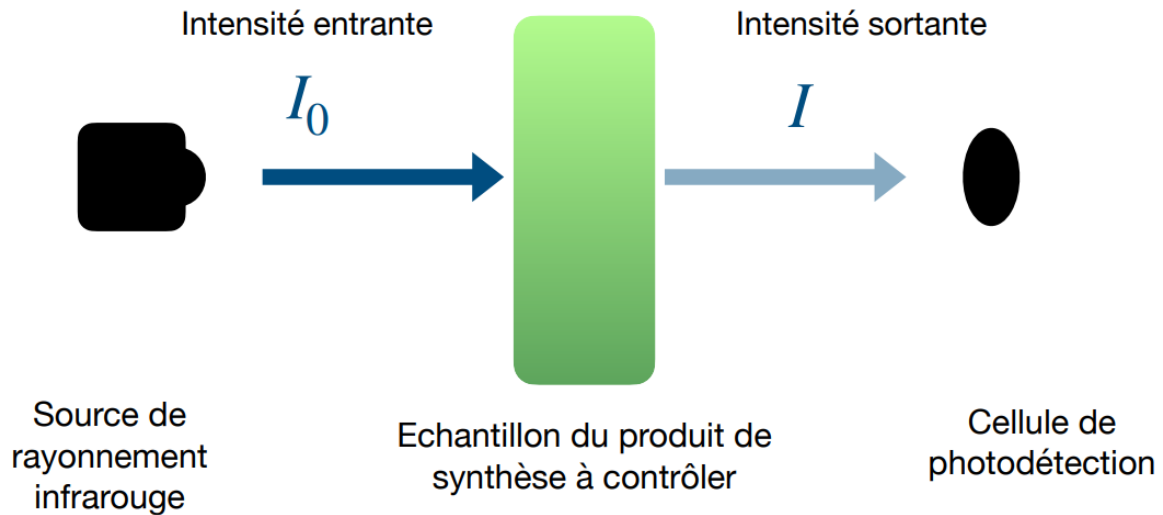 Intensité entrante
Intensité sortante
I₀
I
Source de
rayonnement
infrarouge
Echantillon du produit de
synthèse à contrôler
Cellule de
photodétection